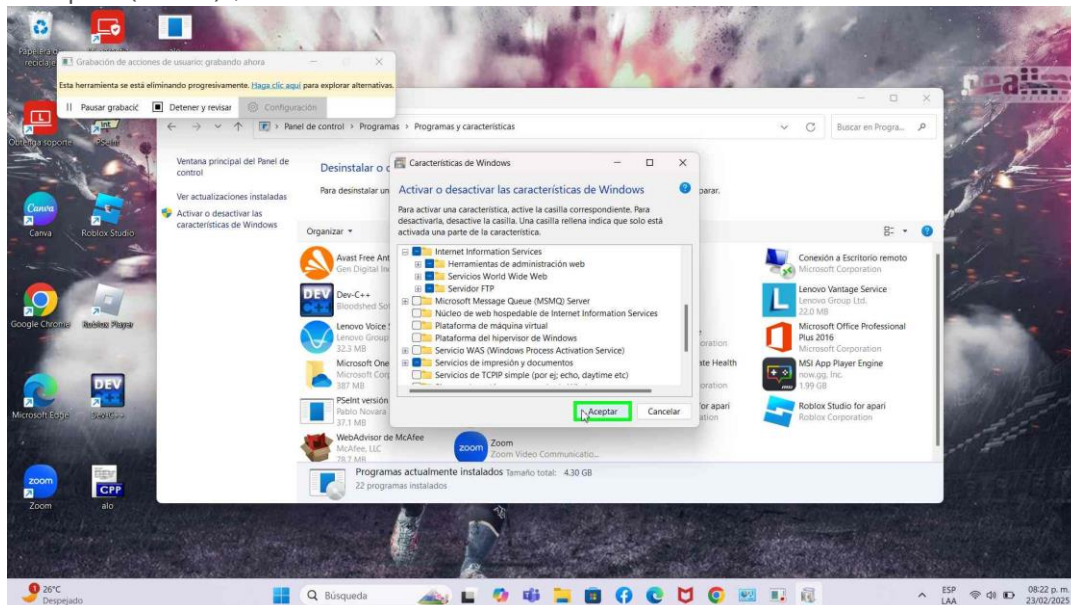 Papelera de
reciclaje
alo
Grabación de acciones de usuario: grabando ahora
Esta herramienta se está eliminando progresivamente. Haga clic aquí para explorar alternativas.
Pausar grabació
Detener y revisar
Configuración
Obtenga soporte
PSeInt
Canva
Roblox Studio
Google Chrome
Roblox Player
Microsoft Edge
Dev-C++
Zoom
alo
Panel de control > Programas > Programas y características
Buscar en Progra...
Ventana principal del Panel de
control
Ver actualizaciones instaladas
Activar o desactivar las
características de Windows
Desinstalar o c
Para desinstalar un
parar.
Organizar
Características de Windows
Activar o desactivar las características de Windows
Para activar una característica, active la casilla correspondiente. Para
desactivarla, desactive la casilla. Una casilla rellena indica que solo está
activada una parte de la característica.
Internet Information Services
Herramientas de administración web
Servicios World Wide Web
Servidor FTP
Microsoft Message Queue (MSMQ) Server
Núcleo de web hospedable de Internet Information Services
Plataforma de máquina virtual
Plataforma del hipervisor de Windows
Servicio WAS (Windows Process Activation Service)
Servicios de impresión y documentos
Servicios de TCPIP simple (por ej; echo, daytime etc)
Aceptar
Cancelar
Avast Free Ant
Gen Digital In
DEV
C++
Dev-C++
Bloodshed Sof
Lenovo Voice S
Lenovo Group
32.3 MB
Microsoft One
Microsoft Corp
387 MB
PSeInt versión
Pablo Novara
37.1 MB
WebAdvisor de McAfee
McAfee, LLC
28.7 MB
zoom
Zoom
Zoom Video Communicatio...
oration
ate Health
oration
or apari
ation
Conexión a Escritorio remoto
Microsoft Corporation
Lenovo Vantage Service
Lenovo Group Ltd.
22.0 MB
Microsoft Office Professional
Plus 2016
Microsoft Corporation
MSI App Player Engine
now.gg, Inc.
1.99 GB
Roblox Studio for apari
Roblox Corporation
Programas actualmente instalados Tamaño total: 4.30 GB
22 programas instalados
1
26°C
Despejado
Búsqueda
ESP
LAA
08:22 p. m.
23/02/2025